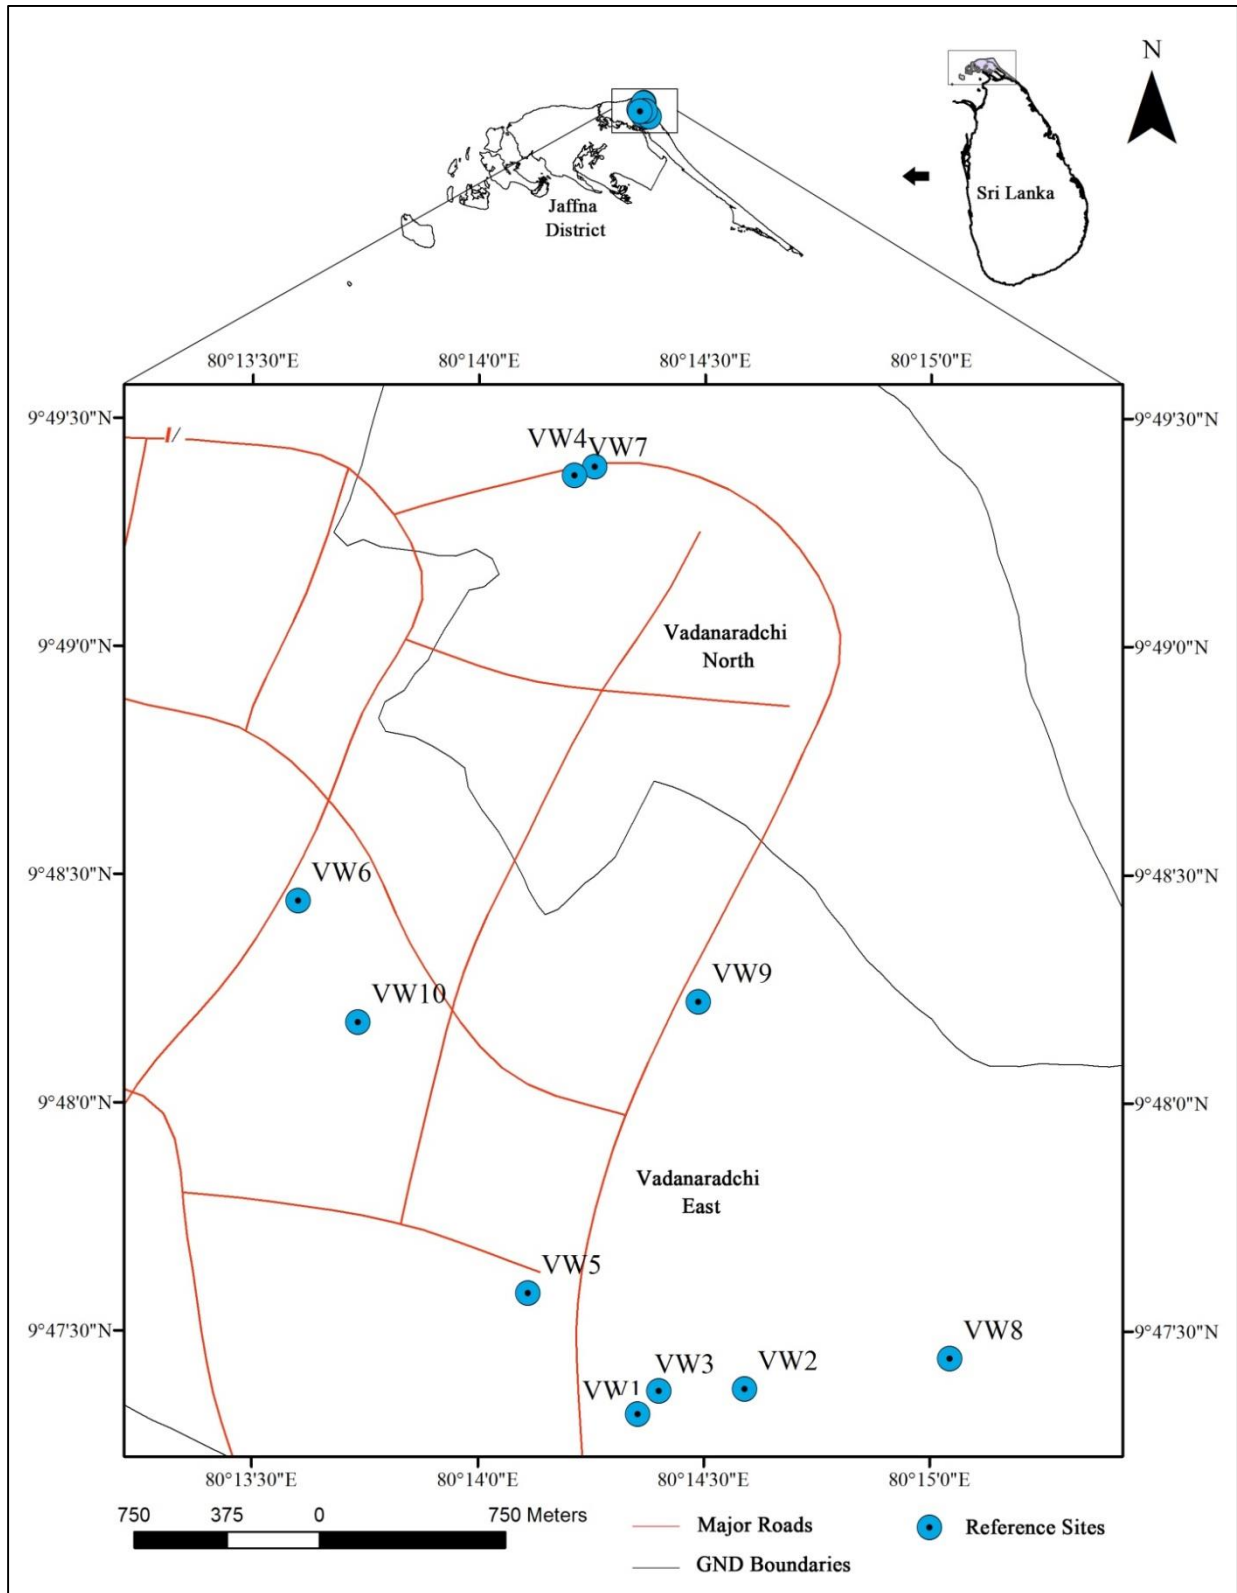 N
Sri Lanka
Jaffna
District
80°13'30"E 80°14'0"E 80°14'30"E 80°15'0"E
9°49'30"N 9°49'30"N
VW4 VW7
9°49'0"N 9°49'0"N
Vadanaradchi
North
9°48'30"N 9°48'30"N
VW6
VW9
VW10
9°48'0"N 9°48'0"N
Vadanaradchi
East
VW5
9°47'30"N 9°47'30"N
VW8
VW3 VW2
VW1
80°13'30"E 80°14'0"E 80°14'30"E 80°15'0"E
750 375 0 750 Meters
Major Roads
Reference Sites
GND Boundaries